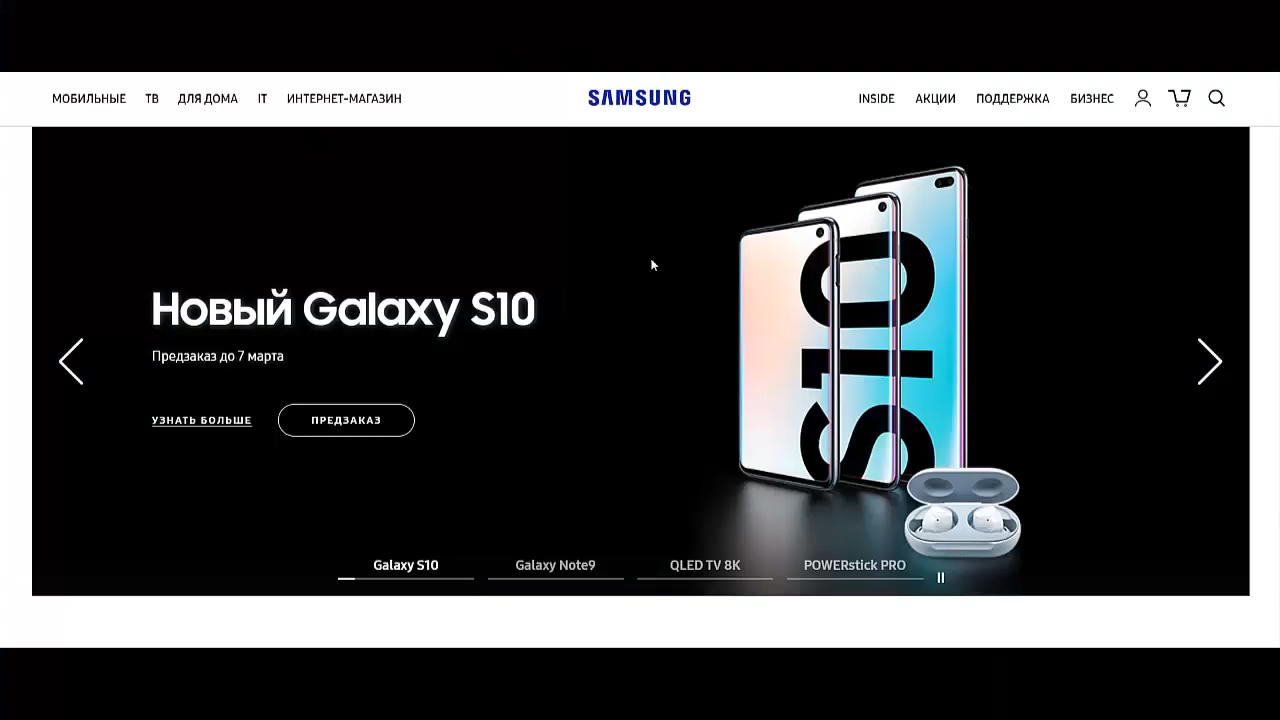 МОБИЛЬНЫЕ ТВ ДЛЯ ДОМА IT ИНТЕРНЕТ-МАГАЗИН SAMSUNG INSIDE АКЦИИ ПОДДЕРЖКА БИЗНЕС
Новый Galaxy S10
Предзаказ до 7 марта
УЗНАТЬ БОЛЬШЕ ПРЕДЗАКАЗ
S10
Galaxy S10 Galaxy Note9 QLED TV 8K POWERstick PRO